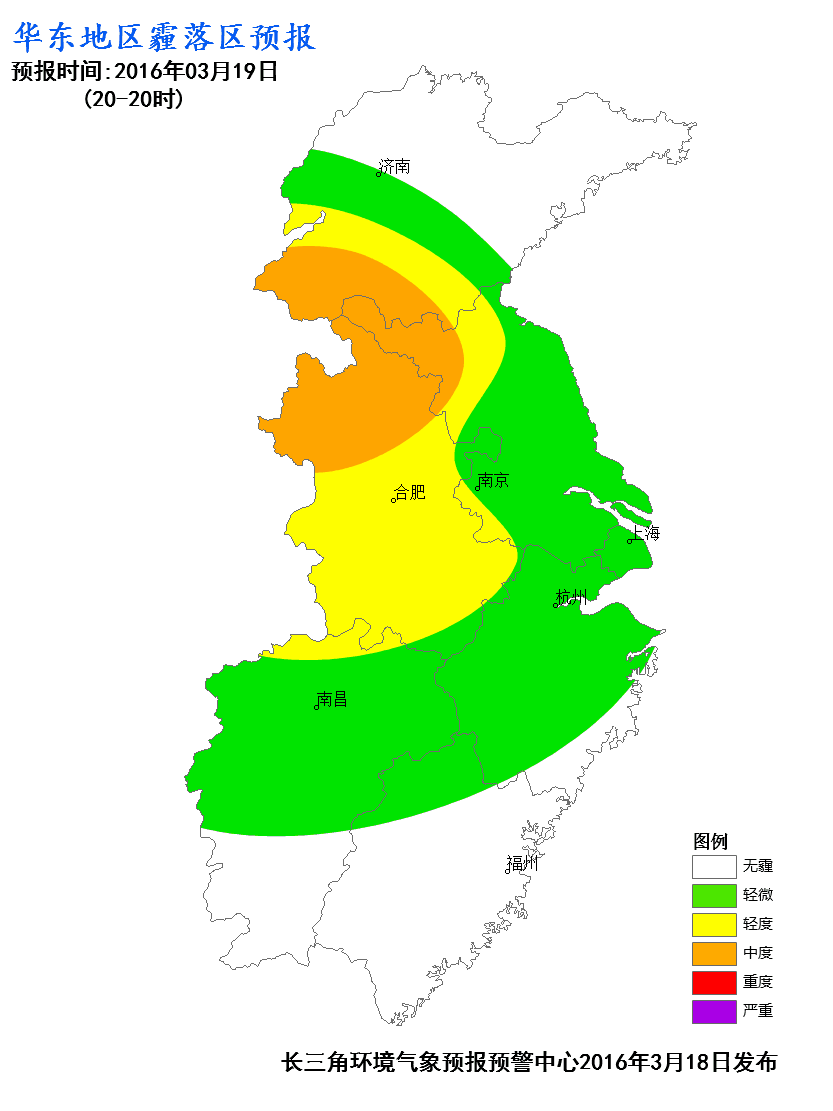 华东地区霾落区预报
预报时间:2016年03月19日
(20-20时)
济南
合肥
南京
上海
杭州
南昌
福州
图例
无霾
轻微
轻度
中度
重度
严重
长三角环境气象预报预警中心2016年3月18日发布